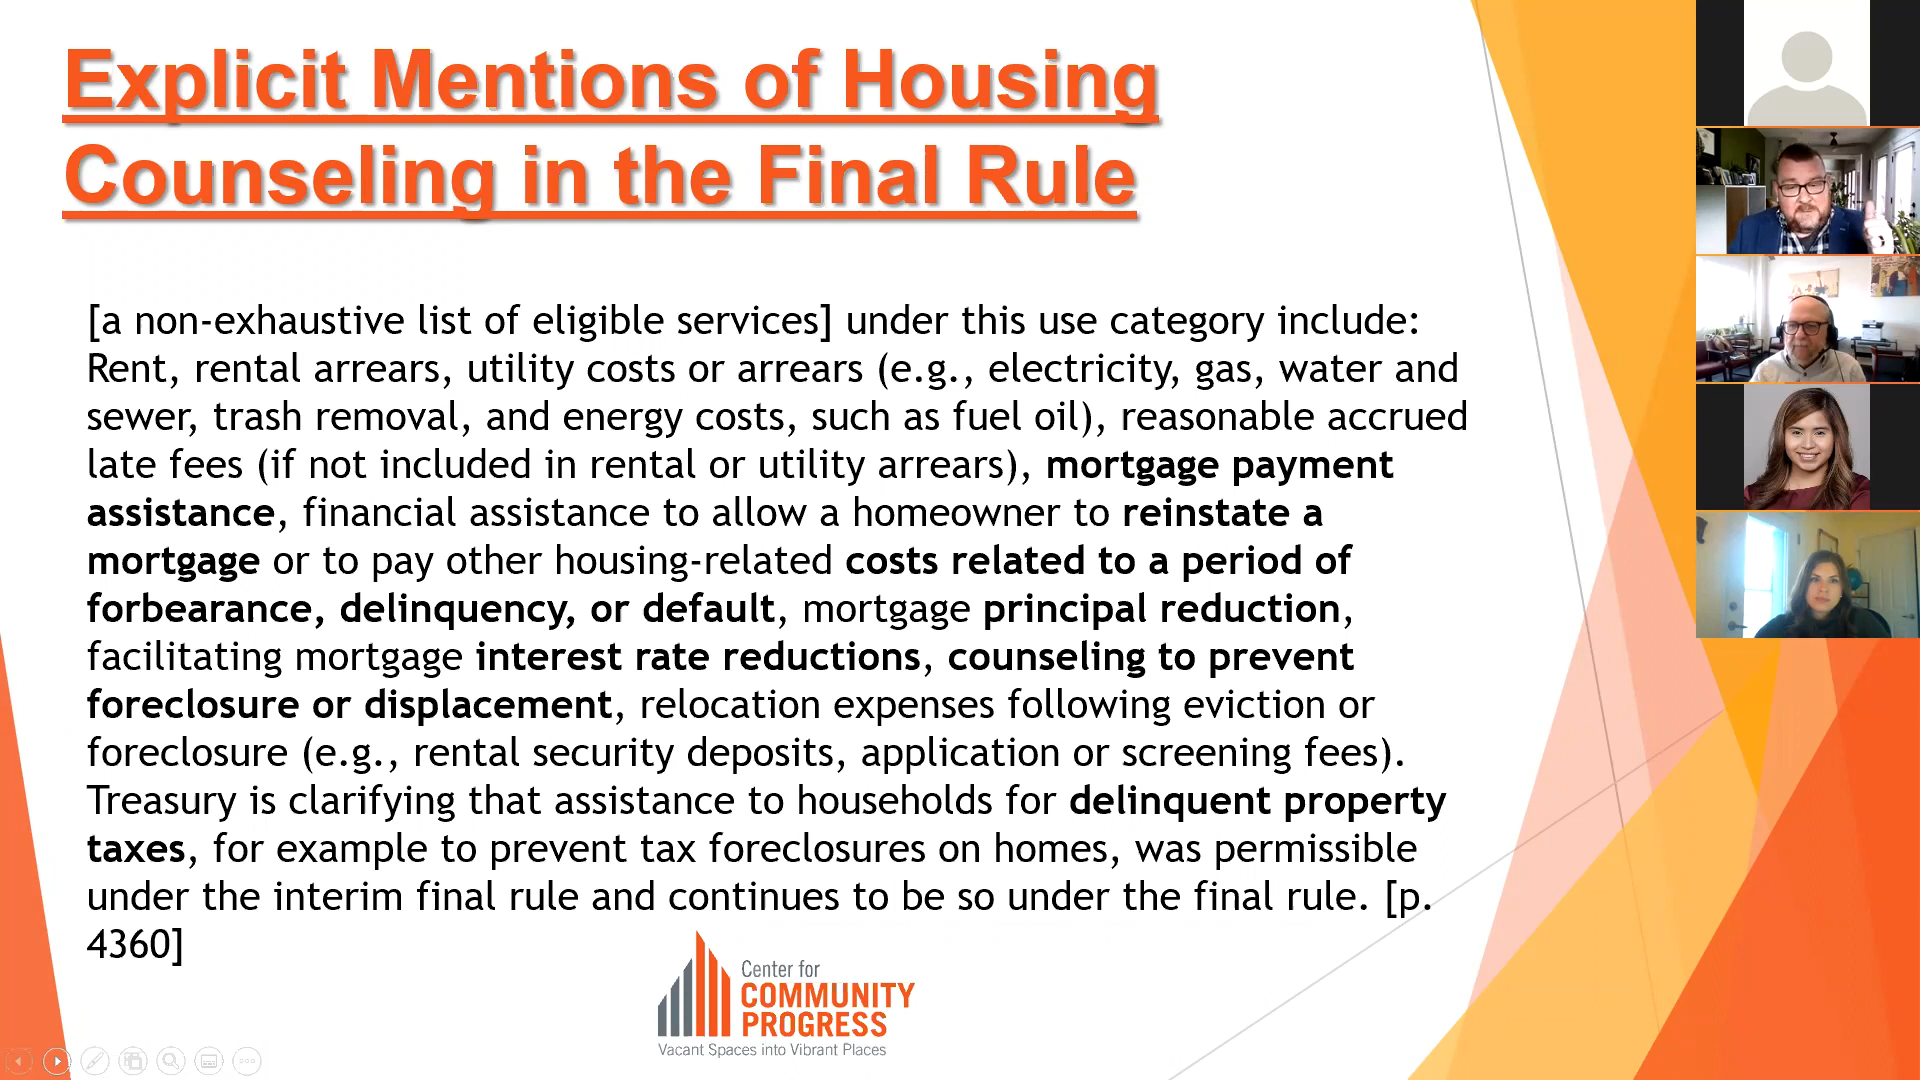 Explicit Mentions of Housing
Counseling in the Final Rule
[a non-exhaustive list of eligible services] under this use category include:
Rent, rental arrears, utility costs or arrears (e.g., electricity, gas, water and
sewer, trash removal, and energy costs, such as fuel oil), reasonable accrued
late fees (if not included in rental or utility arrears), mortgage payment
assistance, financial assistance to allow a homeowner to reinstate a
mortgage or to pay other housing-related costs related to a period of
forbearance, delinquency, or default, mortgage principal reduction,
facilitating mortgage interest rate reductions, counseling to prevent
foreclosure or displacement, relocation expenses following eviction or
foreclosure (e.g., rental security deposits, application or screening fees).
Treasury is clarifying that assistance to households for delinquent property
taxes, for example to prevent tax foreclosures on homes, was permissible
under the interim final rule and continues to be so under the final rule. [p.
4360]
Center for
COMMUNITY
PROGRESS
Vacant Spaces into Vibrant Places